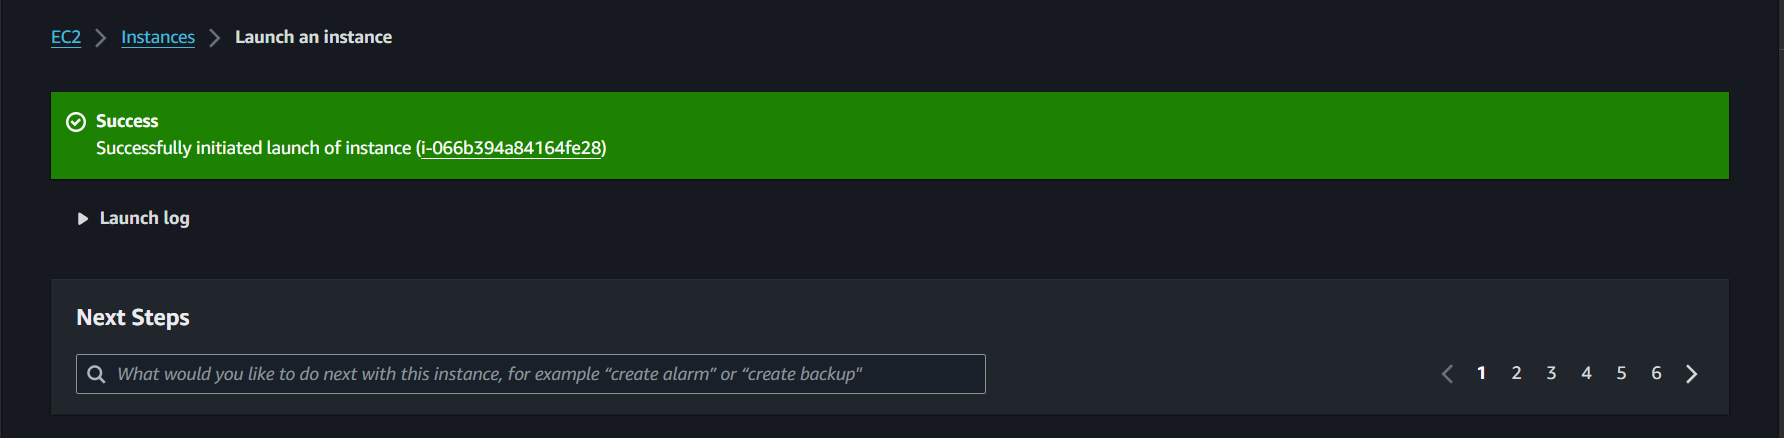 EC2 > Instances > Launch an instance
Success
Successfully initiated launch of instance (i-066b394a84164fe28)
Launch log
Next Steps
What would you like to do next with this instance, for example “create alarm” or “create backup"
1 2 3 4 5 6